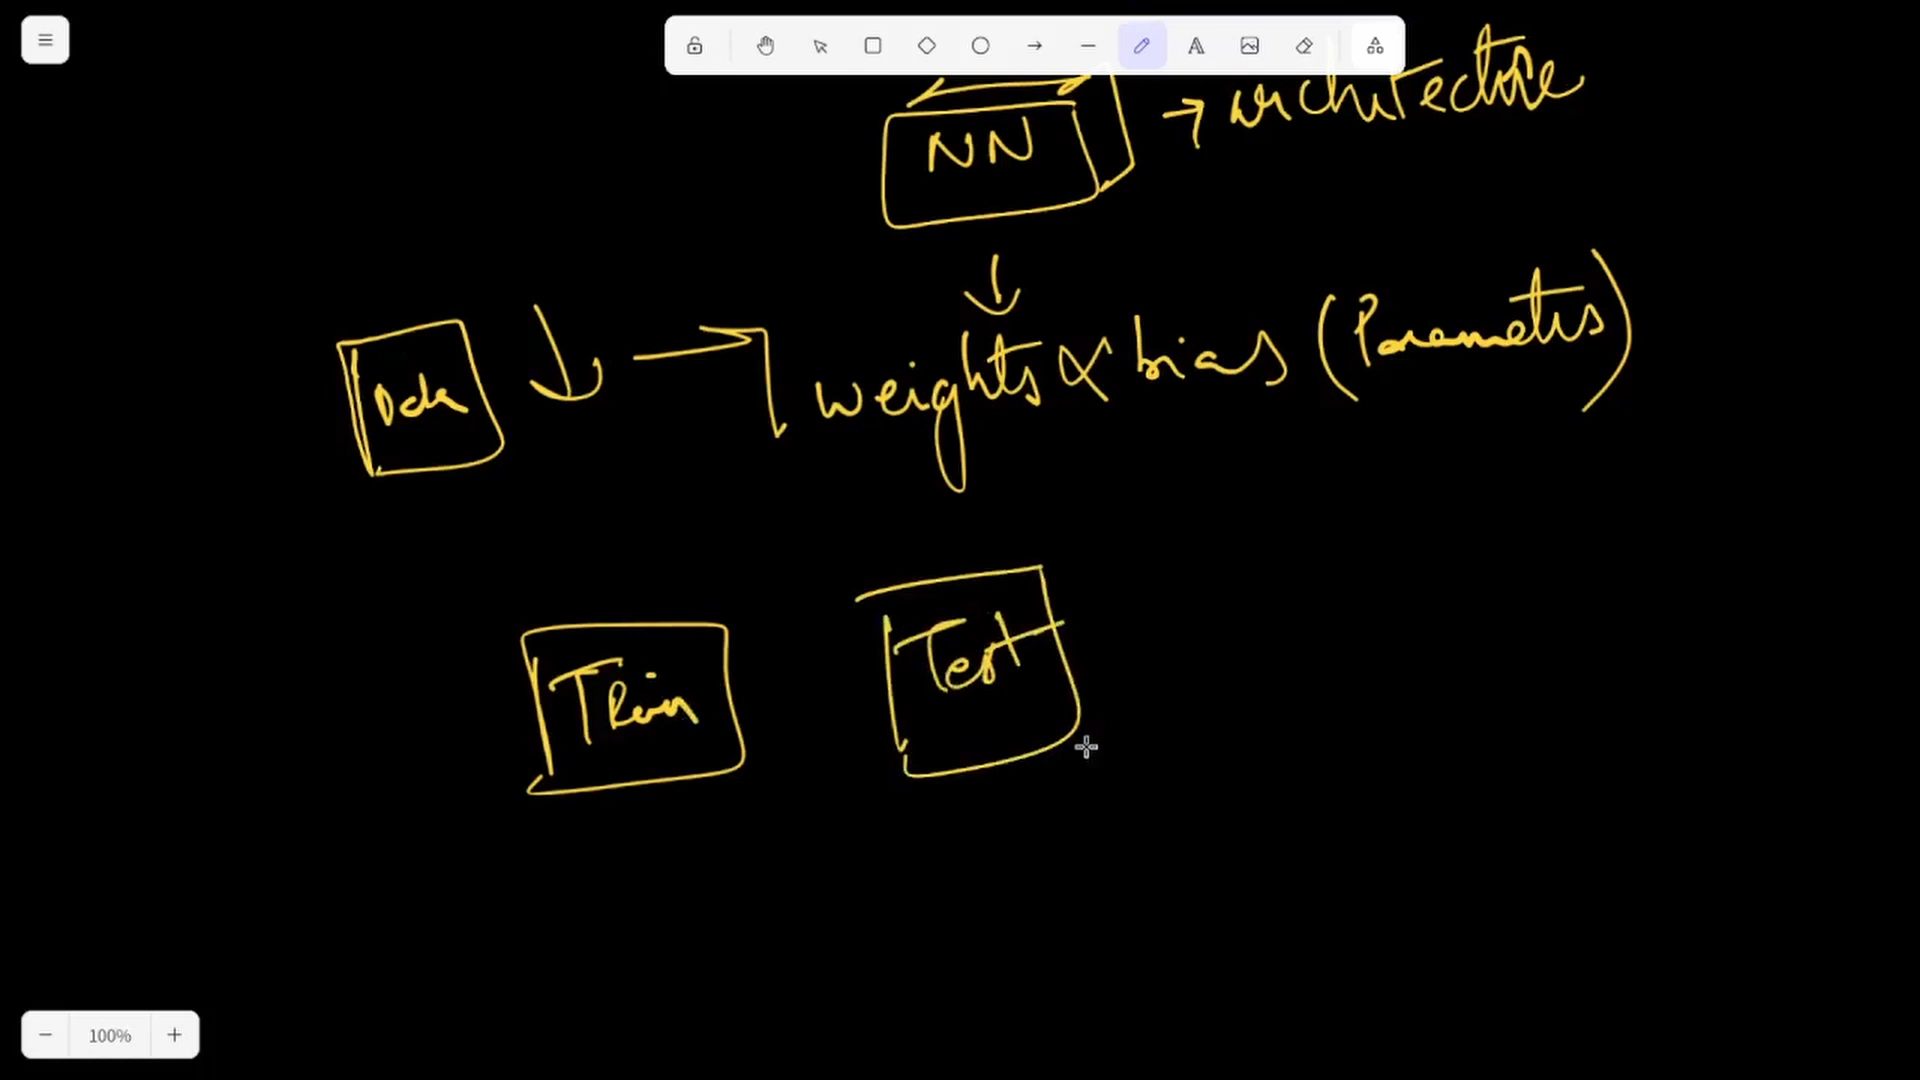 NN → architecture
Data
weights & bias (Parameters)
Train
Test
100%